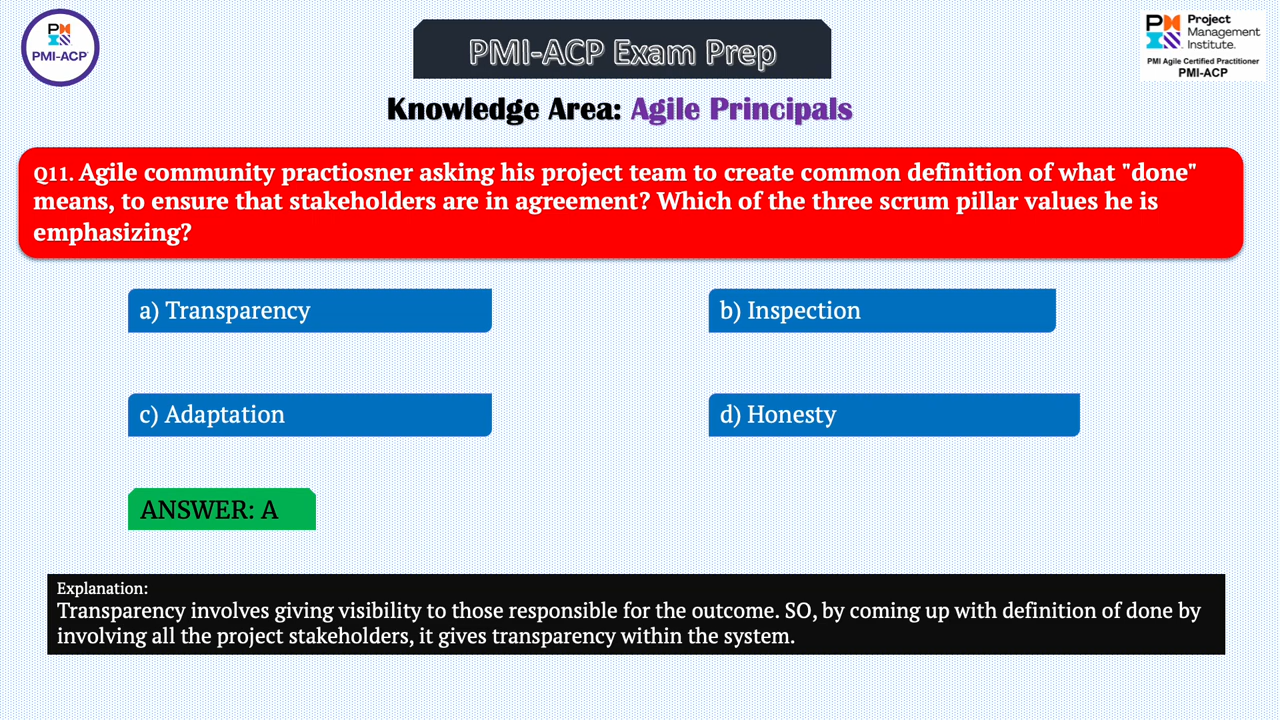 PMI-ACP
PMI-ACP Exam Prep
Project
Management
Institute.
PMI Agile Certified Practitioner
PMI-ACP
Knowledge Area: Agile Principals
Q11. Agile community practiosner asking his project team to create common definition of what "done"
means, to ensure that stakeholders are in agreement? Which of the three scrum pillar values he is
emphasizing?
a) Transparency
b) Inspection
c) Adaptation
d) Honesty
ANSWER: A
Explanation:
Transparency involves giving visibility to those responsible for the outcome. SO, by coming up with definition of done by
involving all the project stakeholders, it gives transparency within the system.